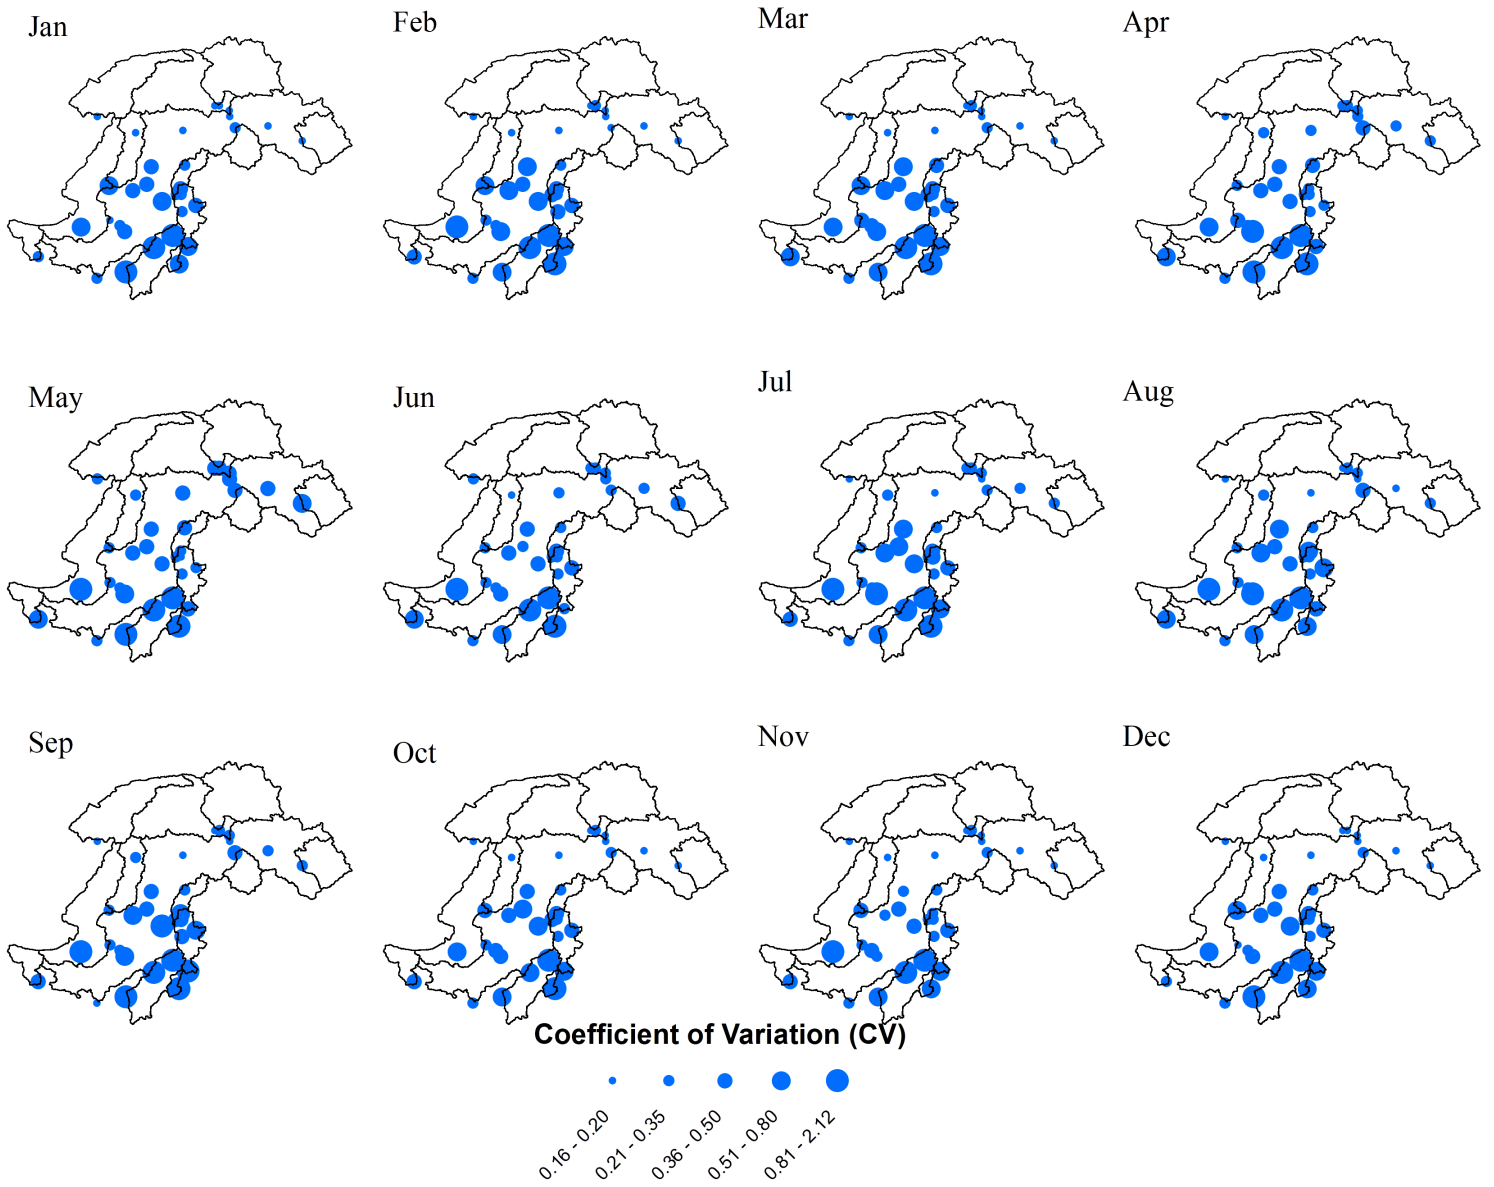 Jan
Feb
Mar
Apr
May
Jun
Jul
Aug
Sep
Oct
Nov
Dec
Coefficient of Variation (CV)
0.16 - 0.20
0.21 - 0.35
0.36 - 0.50
0.51 - 0.80
0.81 - 2.12